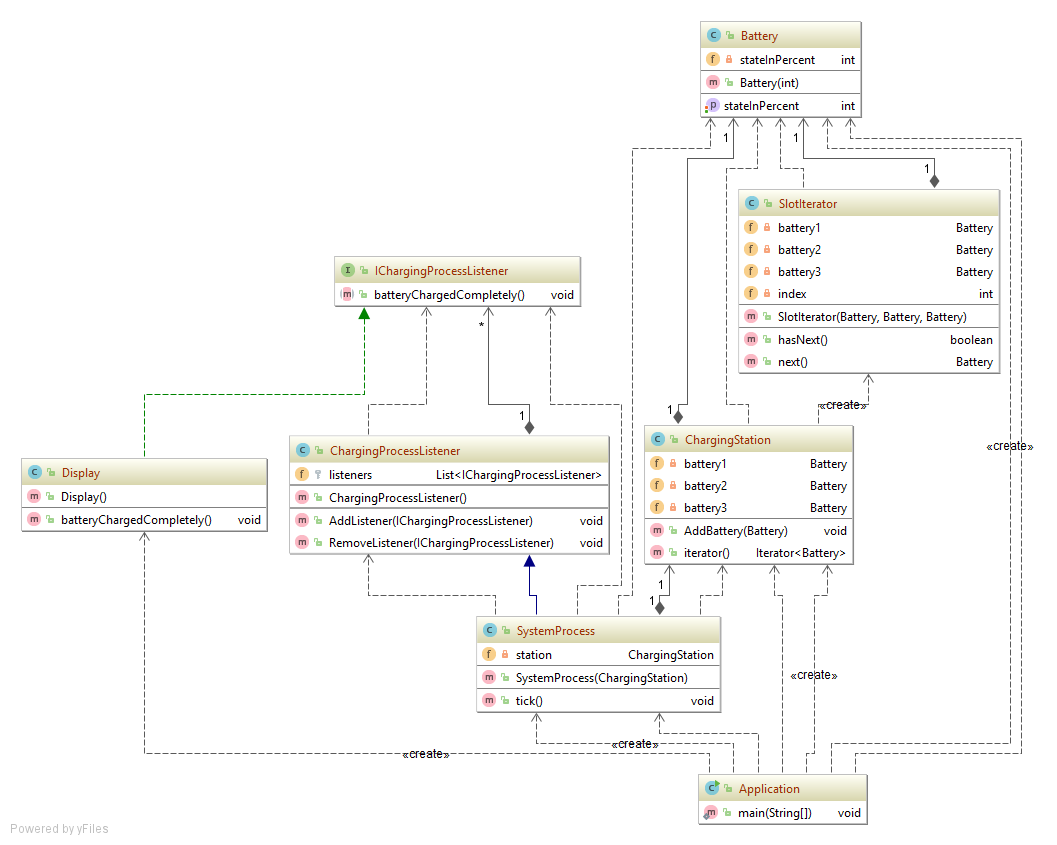 C Battery
f stateInPercent int
m Battery(int)
p stateInPercent int
1 1
1
C SlotIterator
f battery1 Battery
f battery2 Battery
f battery3 Battery
f index int
m SlotIterator(Battery, Battery, Battery)
m hasNext() boolean
m next() Battery
I IChargingProcessListener
m batteryChargedCompletely() void
*
«create»
1 1
C ChargingStation
f battery1 Battery
f battery2 Battery
f battery3 Battery
m AddBattery(Battery) void
m iterator() Iterator<Battery>
«create»
C ChargingProcessListener
f listeners List<IChargingProcessListener>
m ChargingProcessListener()
m AddListener(IChargingProcessListener) void
m RemoveListener(IChargingProcessListener) void
C Display
m Display()
m batteryChargedCompletely() void
1
1
C SystemProcess
f station ChargingStation
m SystemProcess(ChargingStation)
m tick() void
«create»
«create»
«create»
C Application
m main(String[]) void
Powered by yFiles